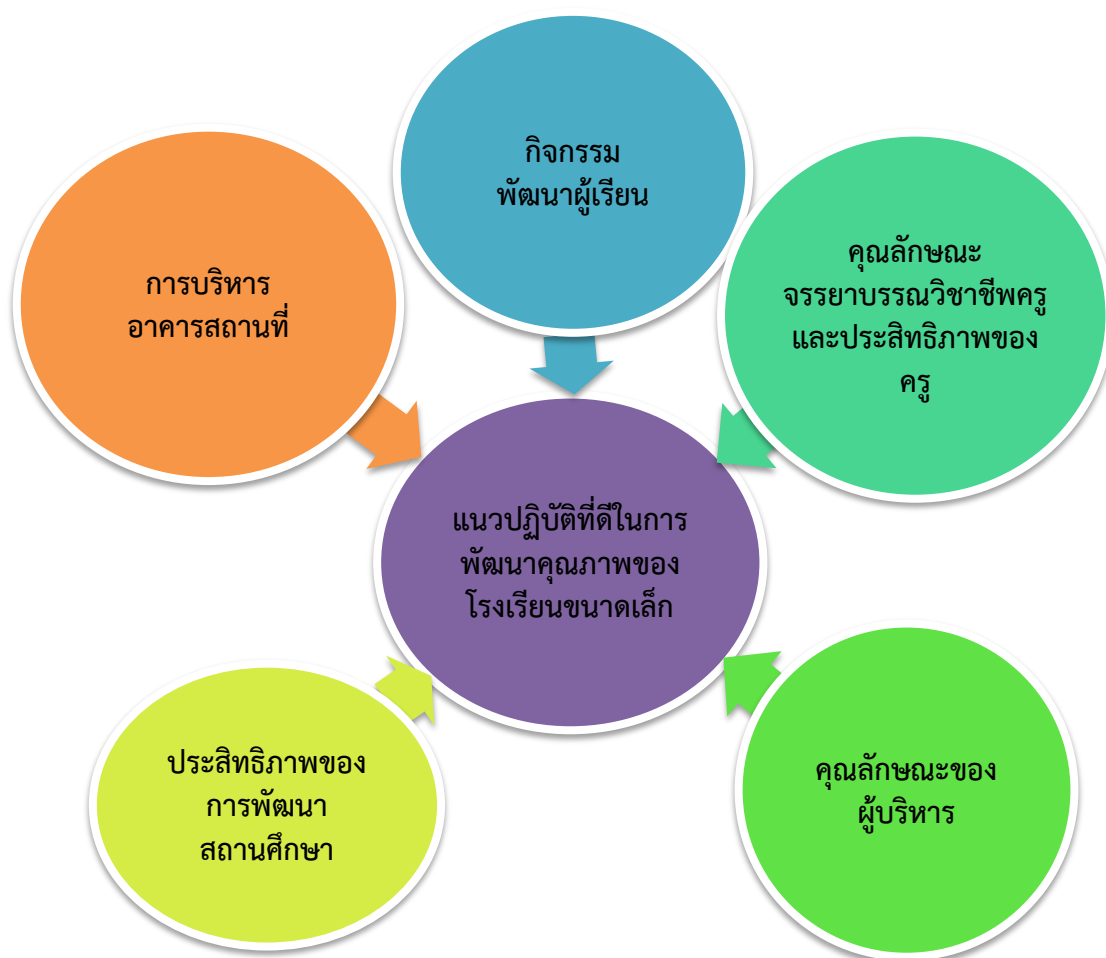 กิจกรรม
พัฒนาผู้เรียน
การบริหาร
อาคารสถานที่
คุณลักษณะ
จรรยาบรรณวิชาชีพครู
และประสิทธิภาพของ
ครู
แนวปฏิบัติที่ดีในการ
พัฒนาคุณภาพของ
โรงเรียนขนาดเล็ก
ประสิทธิภาพของ
การพัฒนา
สถานศึกษา
คุณลักษณะของ
ผู้บริหาร